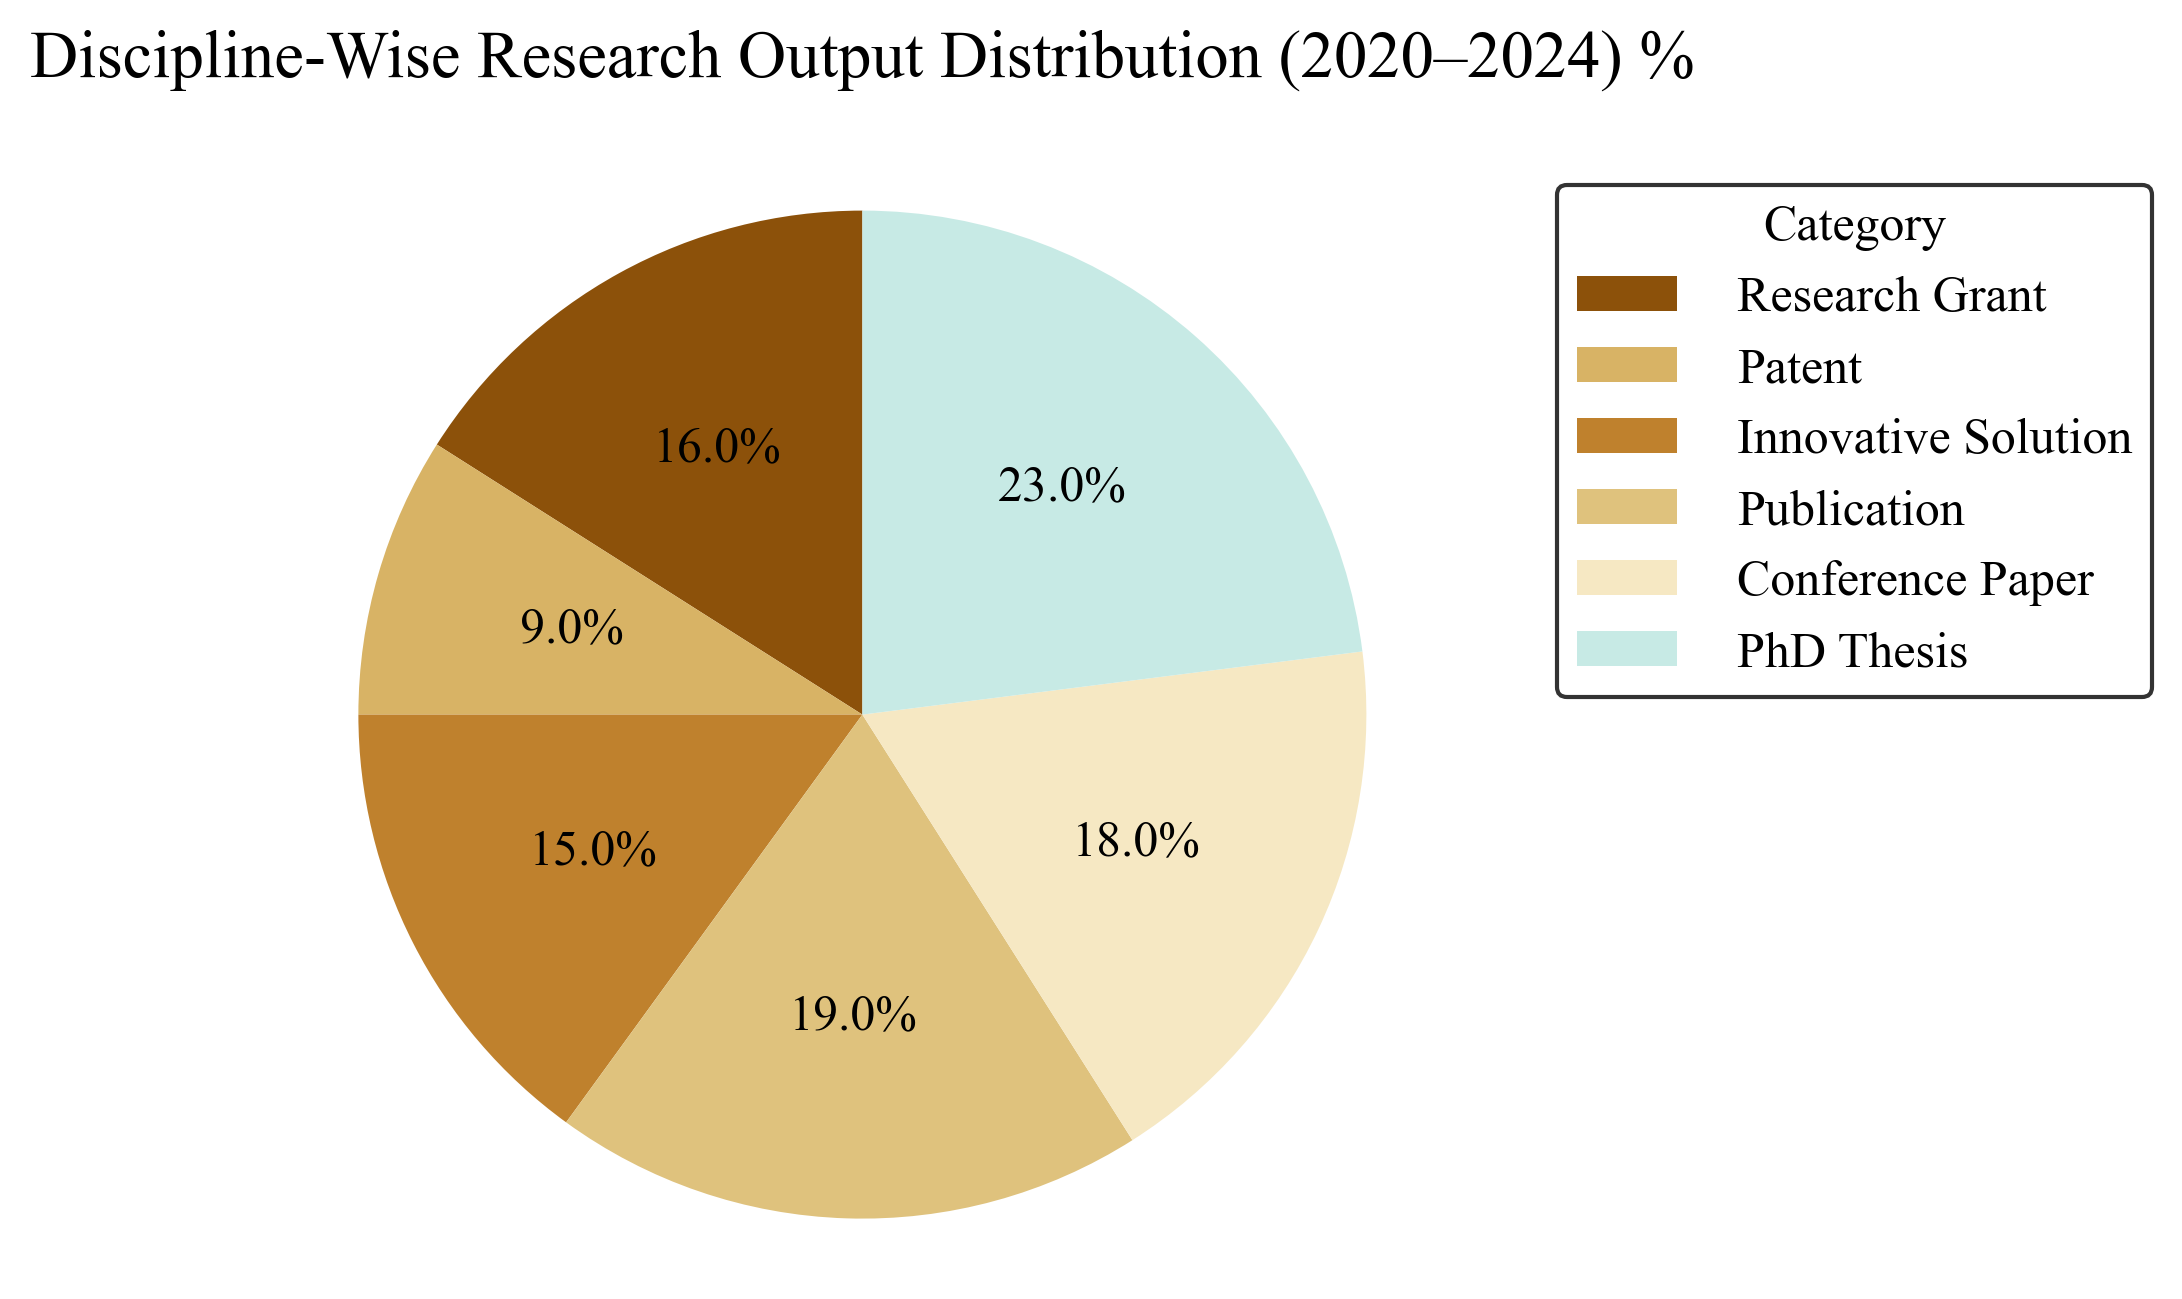 Discipline-Wise Research Output Distribution (2020–2024) %
Category
Research Grant
Patent
Innovative Solution
Publication
Conference Paper
PhD Thesis
16.0%
23.0%
9.0%
15.0%
18.0%
19.0%